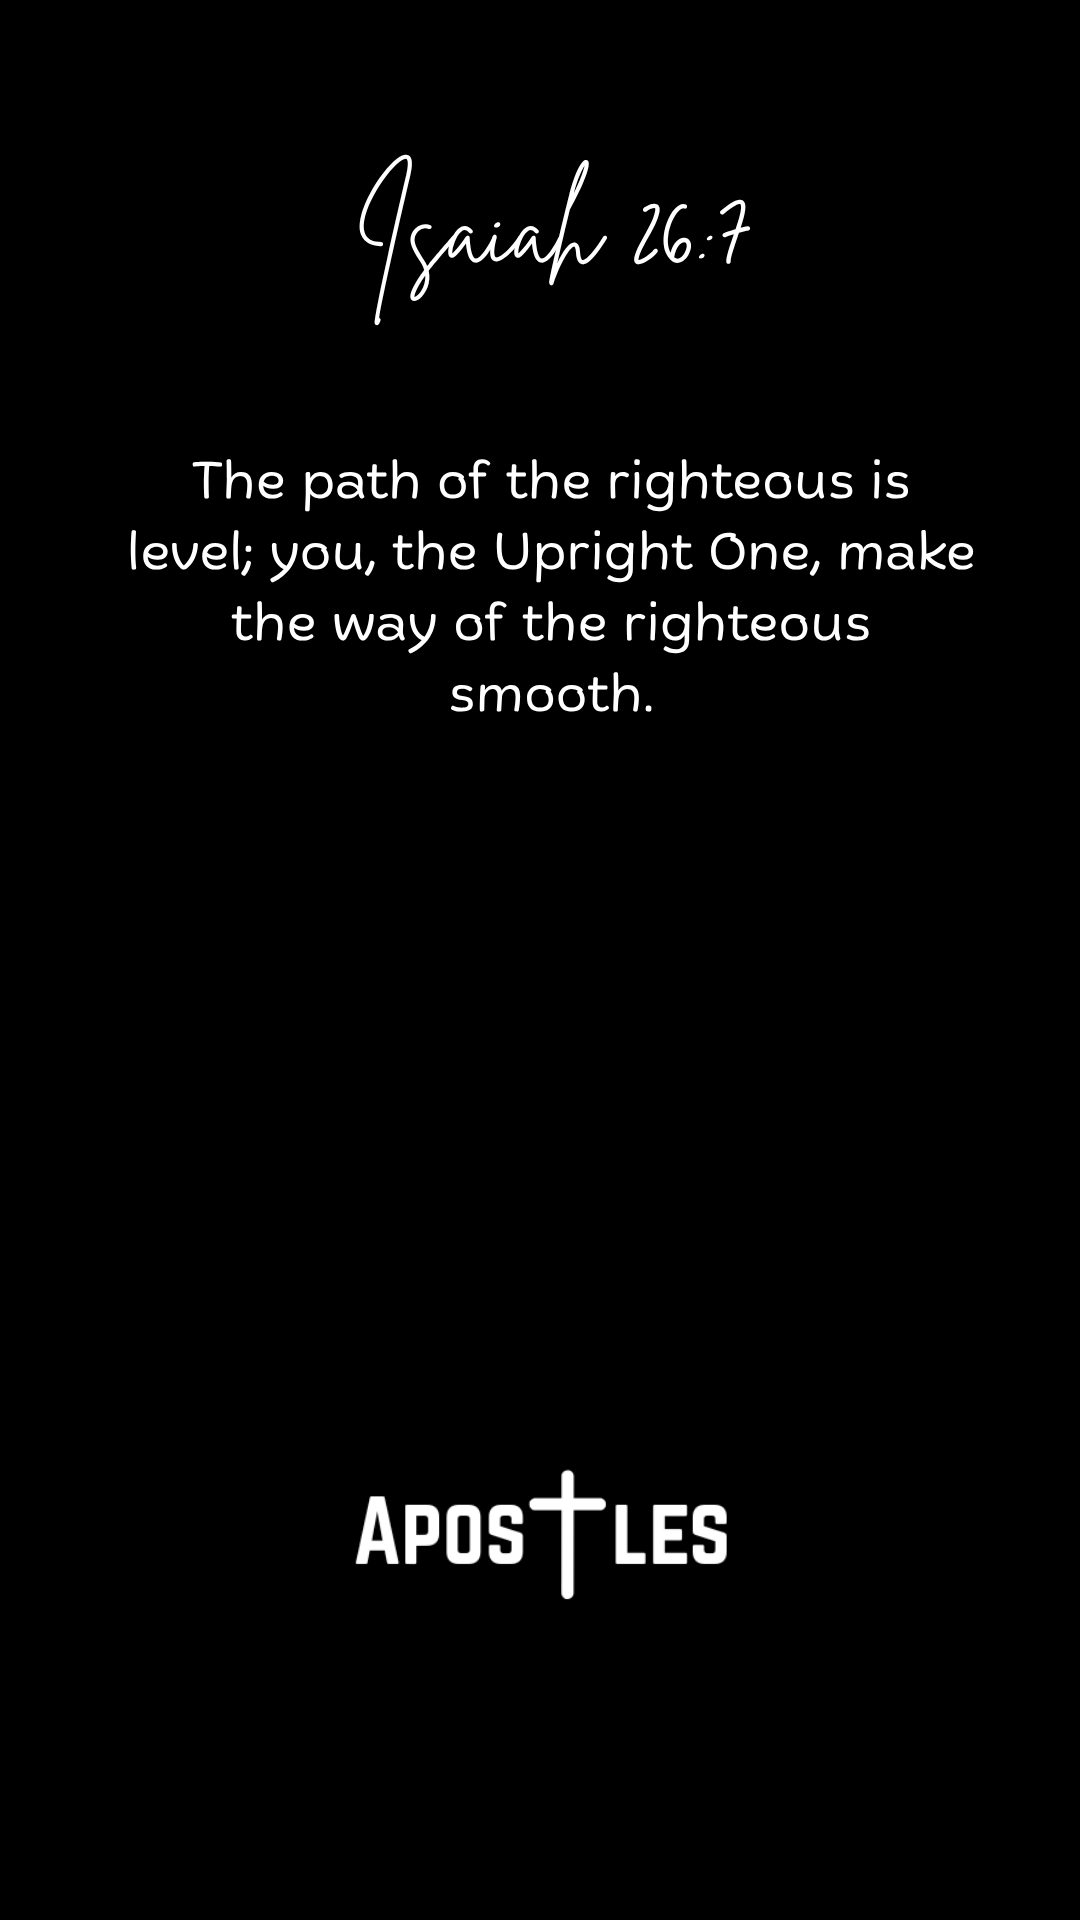 Isaiah 26:7
The path of the righteous is
level; you, the Upright One, make
the way of the righteous
smooth.
APOSTLES